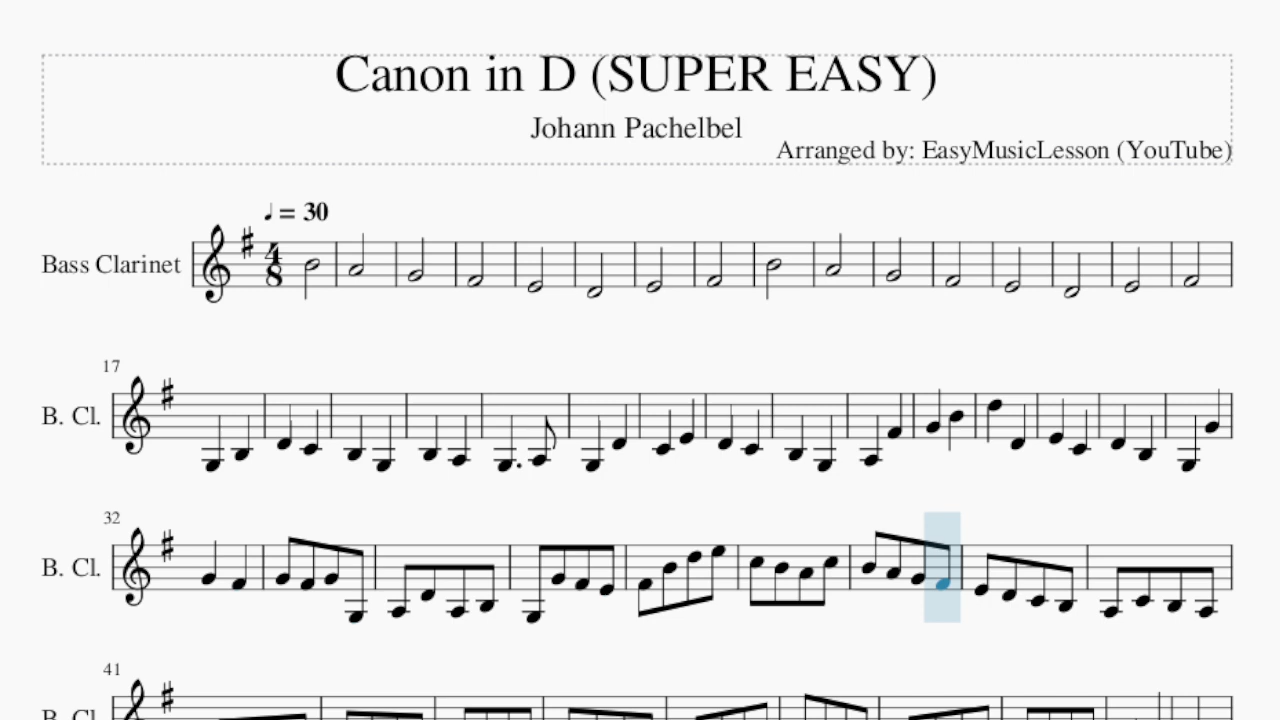 Canon in D (SUPER EASY)
Johann Pachelbel
Arranged by: EasyMusicLesson (YouTube)
♩ = 30
Bass Clarinet
4
8
17
B. Cl.
32
B. Cl.
41
B. Cl.